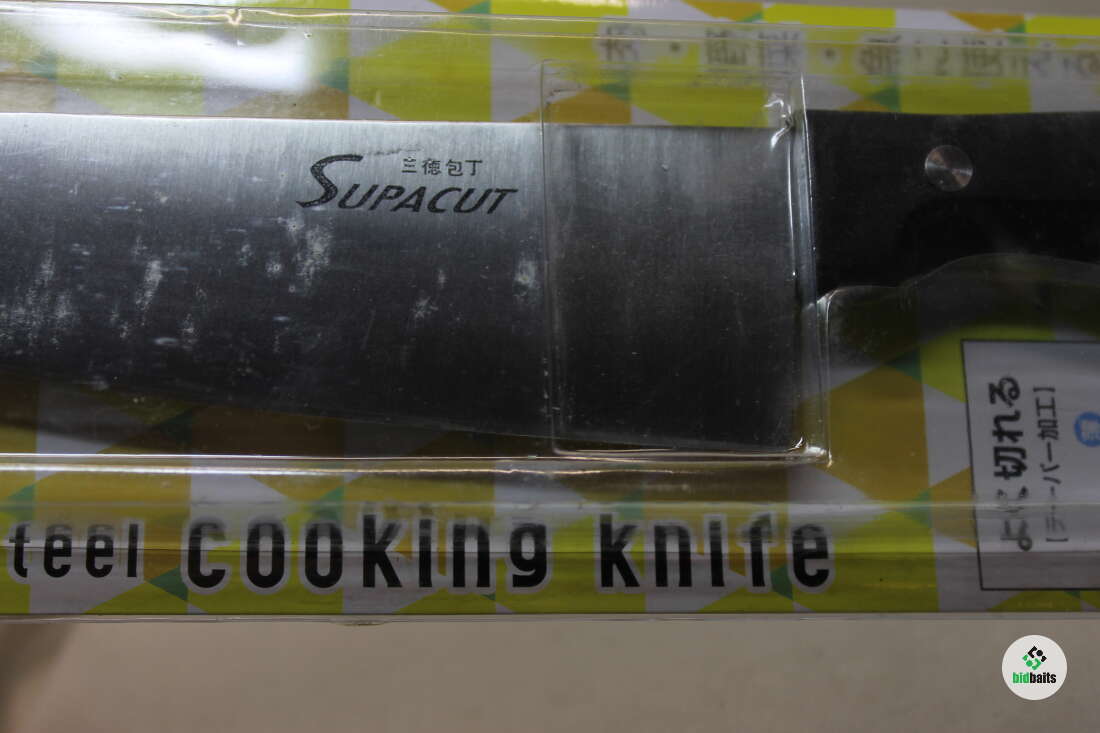 三徳包丁
SUPACUT
teel cooking knife
よく切れる
[テーパー加工]
bidbaits